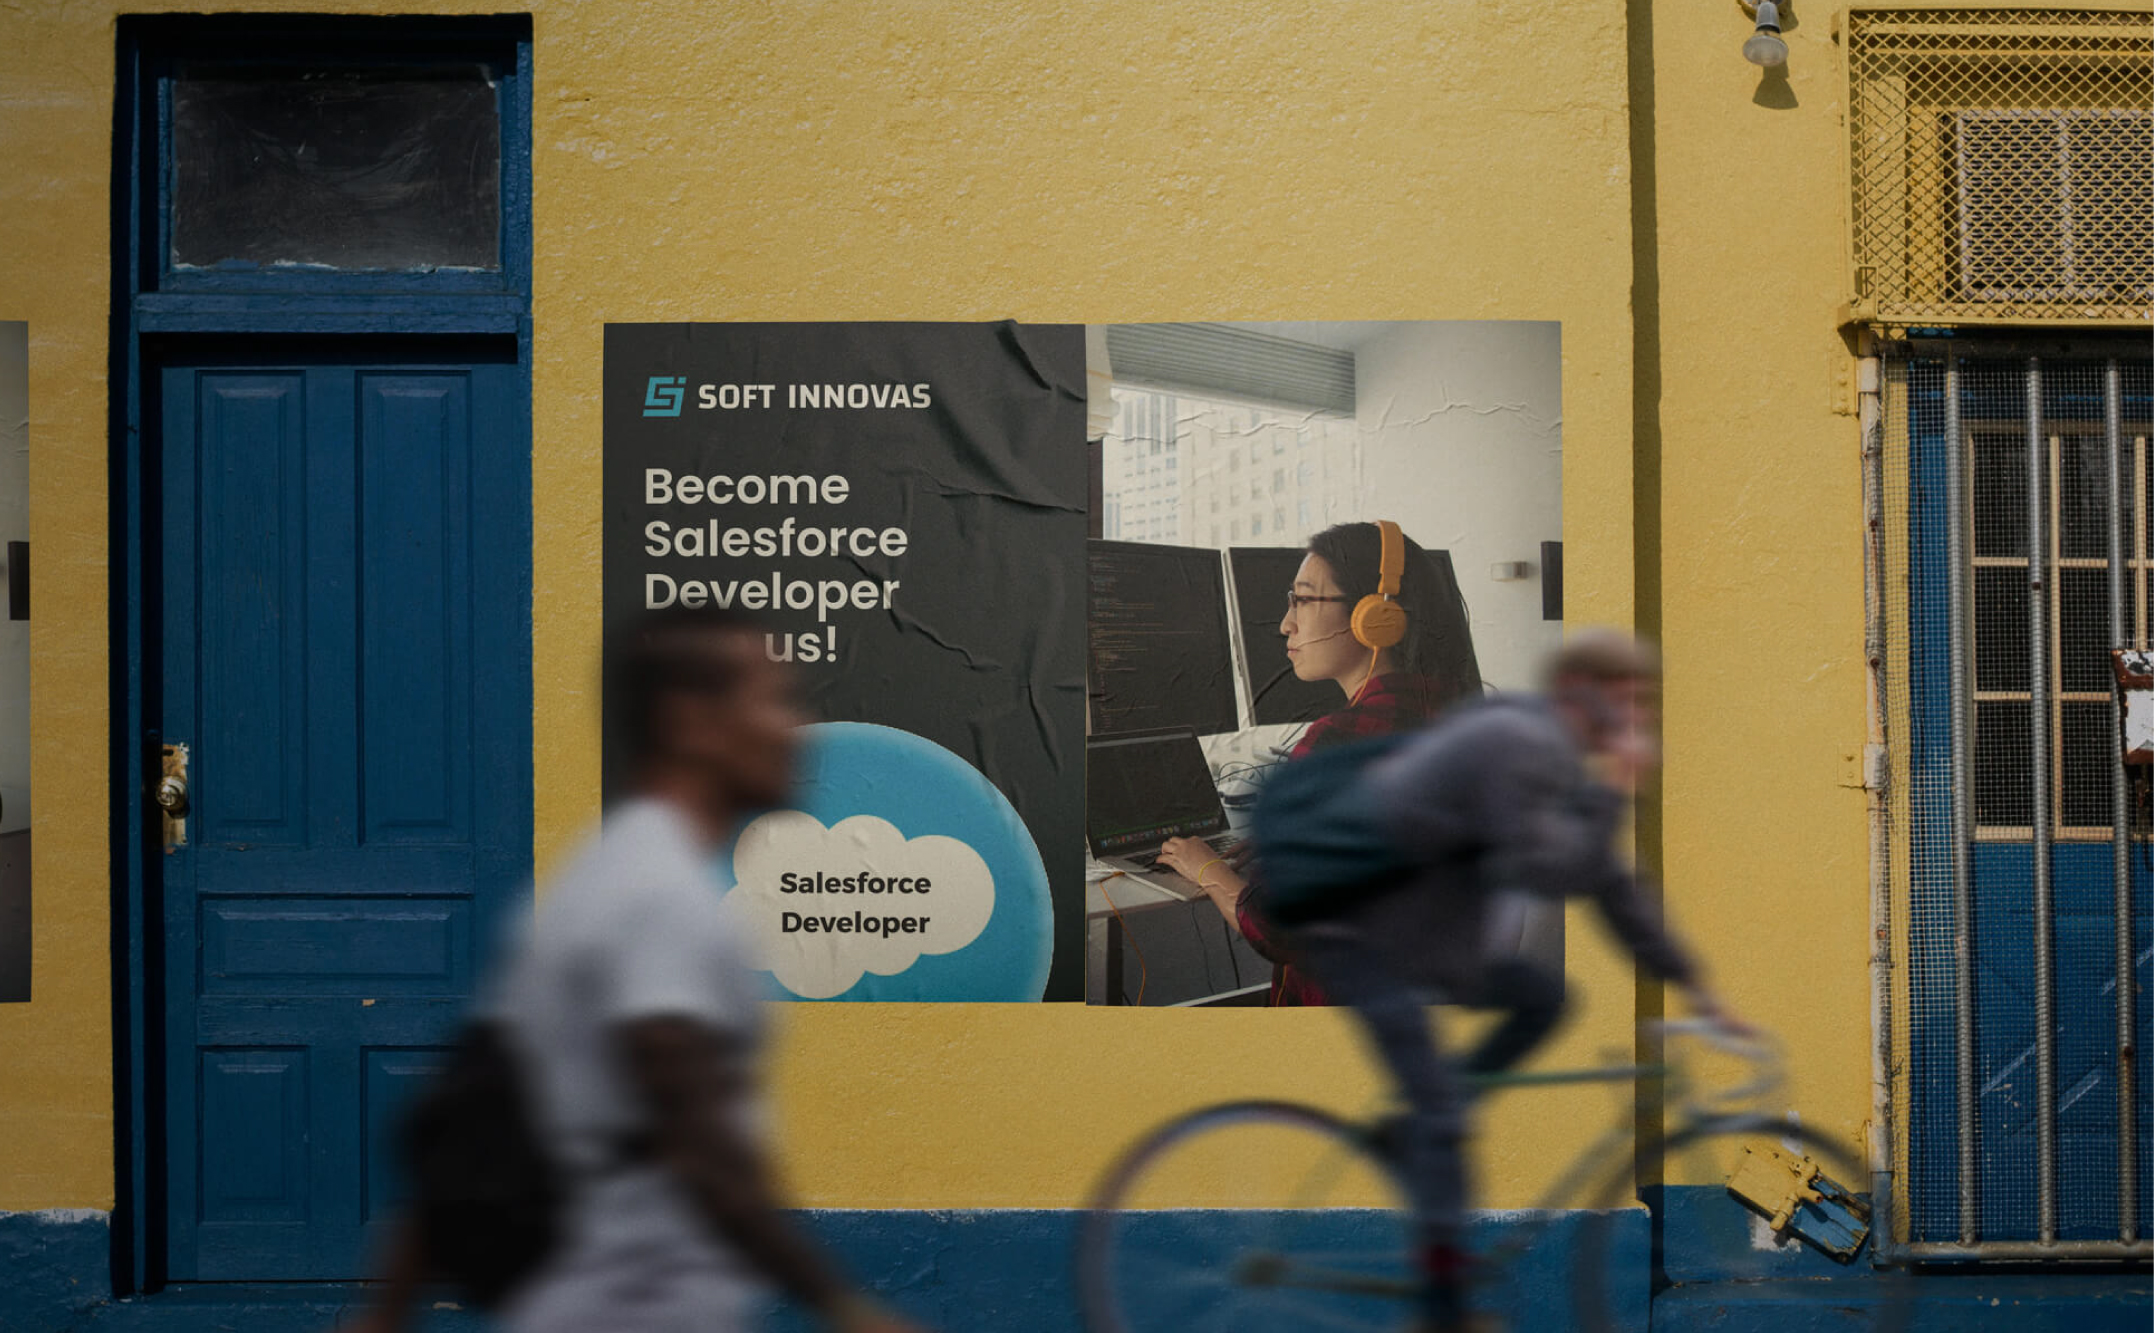 SOFT INNOVAS
Become
Salesforce
Developer
us!
Salesforce
Developer